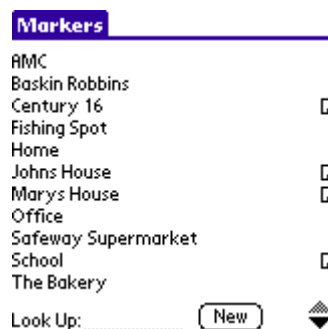 Markers
AMC
Baskin Robbins
Century 16
Fishing Spot
Home
Johns House
Marys House
Office
Safeway Supermarket
School
The Bakery
Look Up:
New